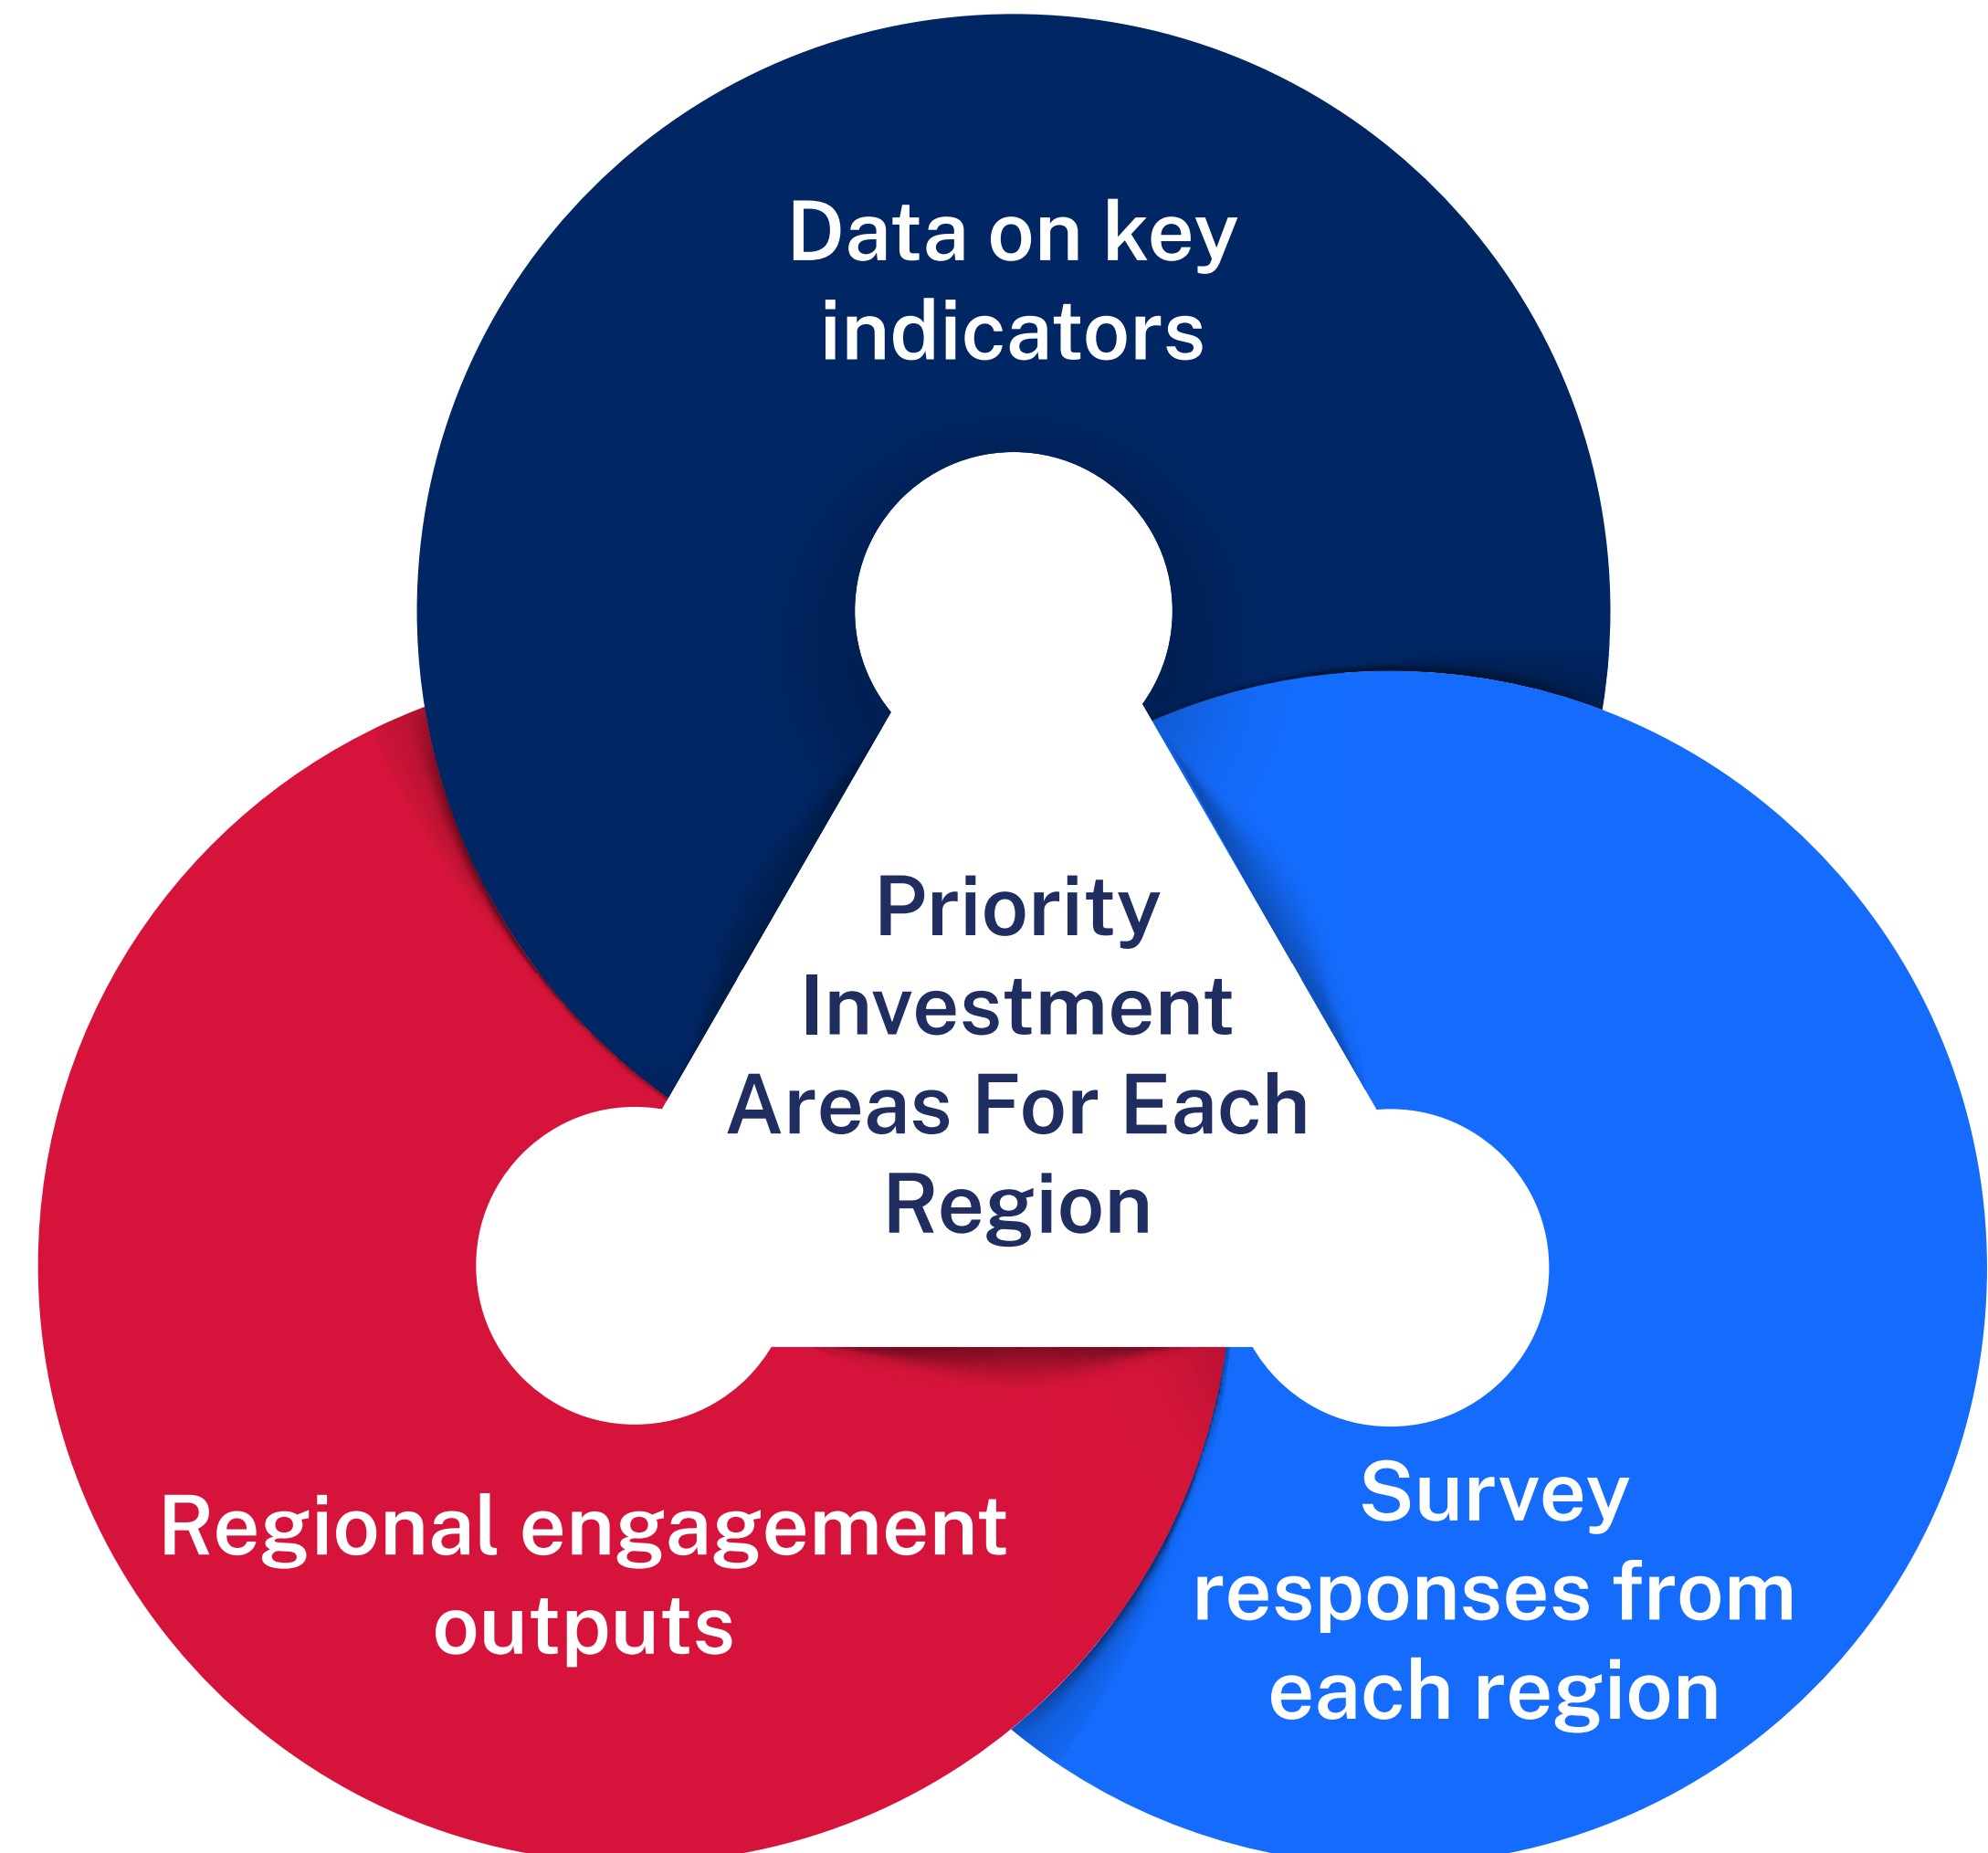 Data on key
indicators
Priority
Investment
Areas For Each
Region
Regional engagement
outputs
Survey
responses from
each region